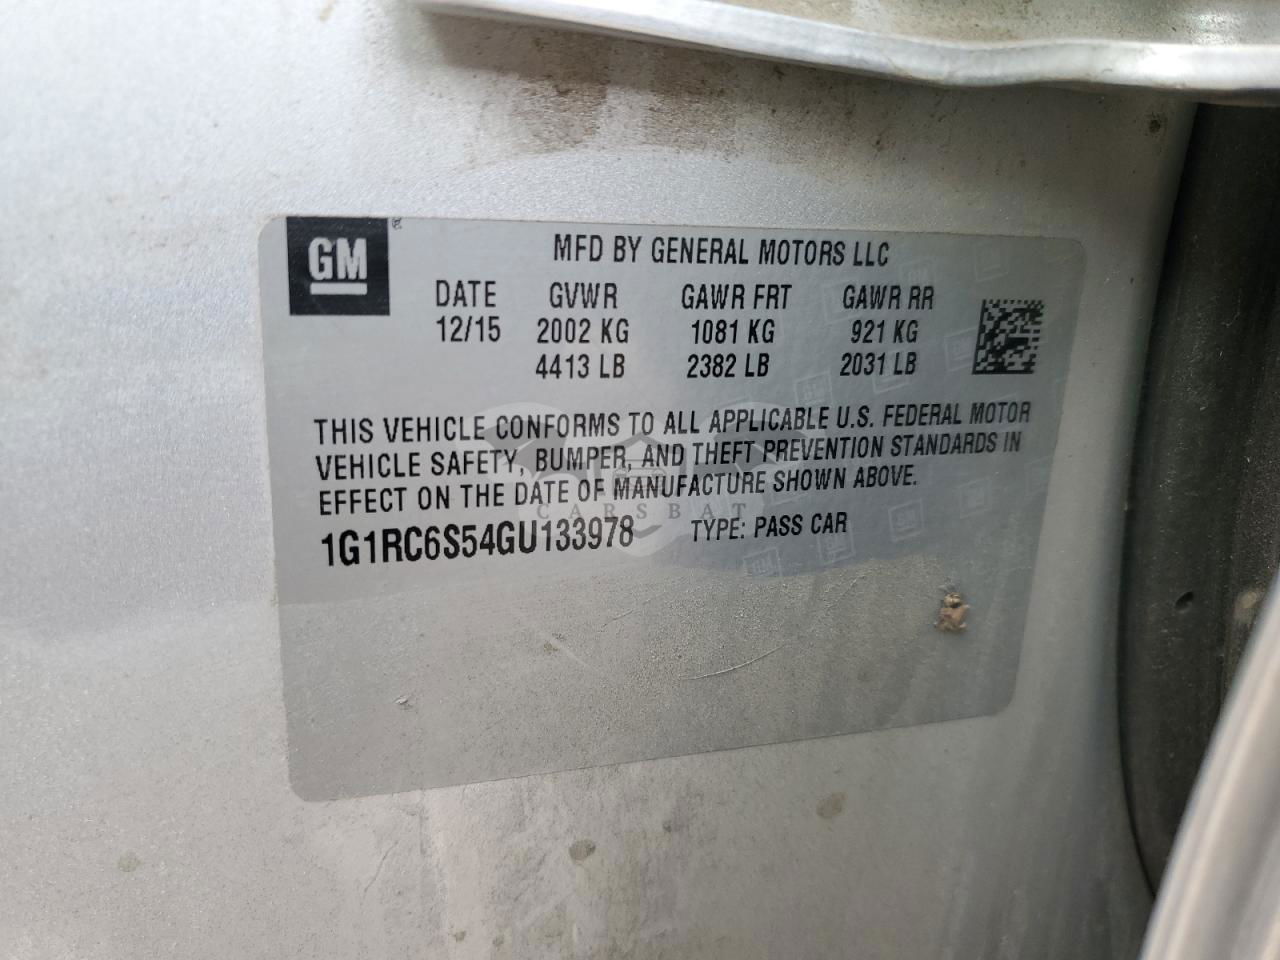 GM
MFD BY GENERAL MOTORS LLC
DATE GVWR GAWR FRT GAWR RR
12/15 2002 KG 1081 KG 921 KG
4413 LB 2382 LB 2031 LB
THIS VEHICLE CONFORMS TO ALL APPLICABLE U.S. FEDERAL MOTOR
VEHICLE SAFETY, BUMPER, AND THEFT PREVENTION STANDARDS IN
EFFECT ON THE DATE OF MANUFACTURE SHOWN ABOVE.
CARSBAT
1G1RC6S54GU133978 TYPE: PASS CAR